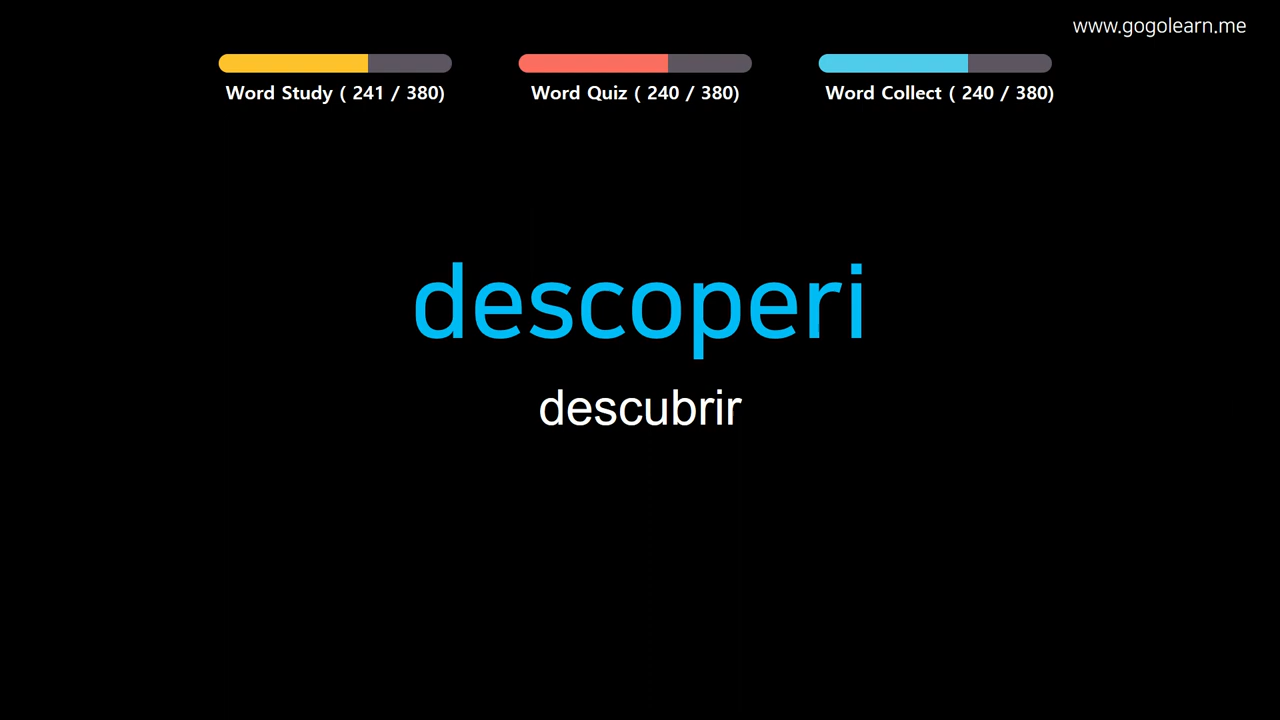 www.gogolearn.me
Word Study ( 241 / 380)
Word Quiz ( 240 / 380)
Word Collect ( 240 / 380)
descoperi
descubrir